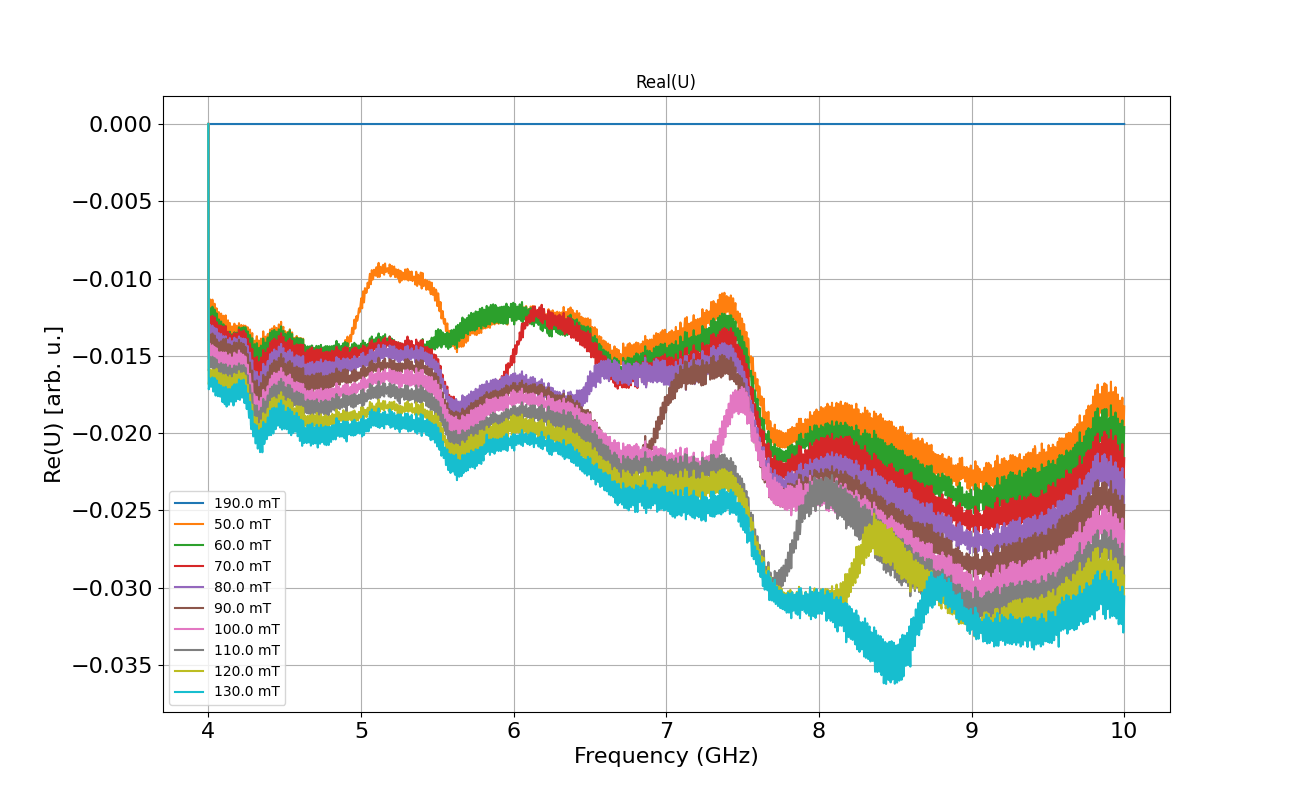 Real(U)
0.000
−0.005
−0.010
−0.015
−0.020
−0.025
−0.030
−0.035
Re(U) [arb. u.]
190.0 mT
50.0 mT
60.0 mT
70.0 mT
80.0 mT
90.0 mT
100.0 mT
110.0 mT
120.0 mT
130.0 mT
4 5 6 7 8 9 10
Frequency (GHz)